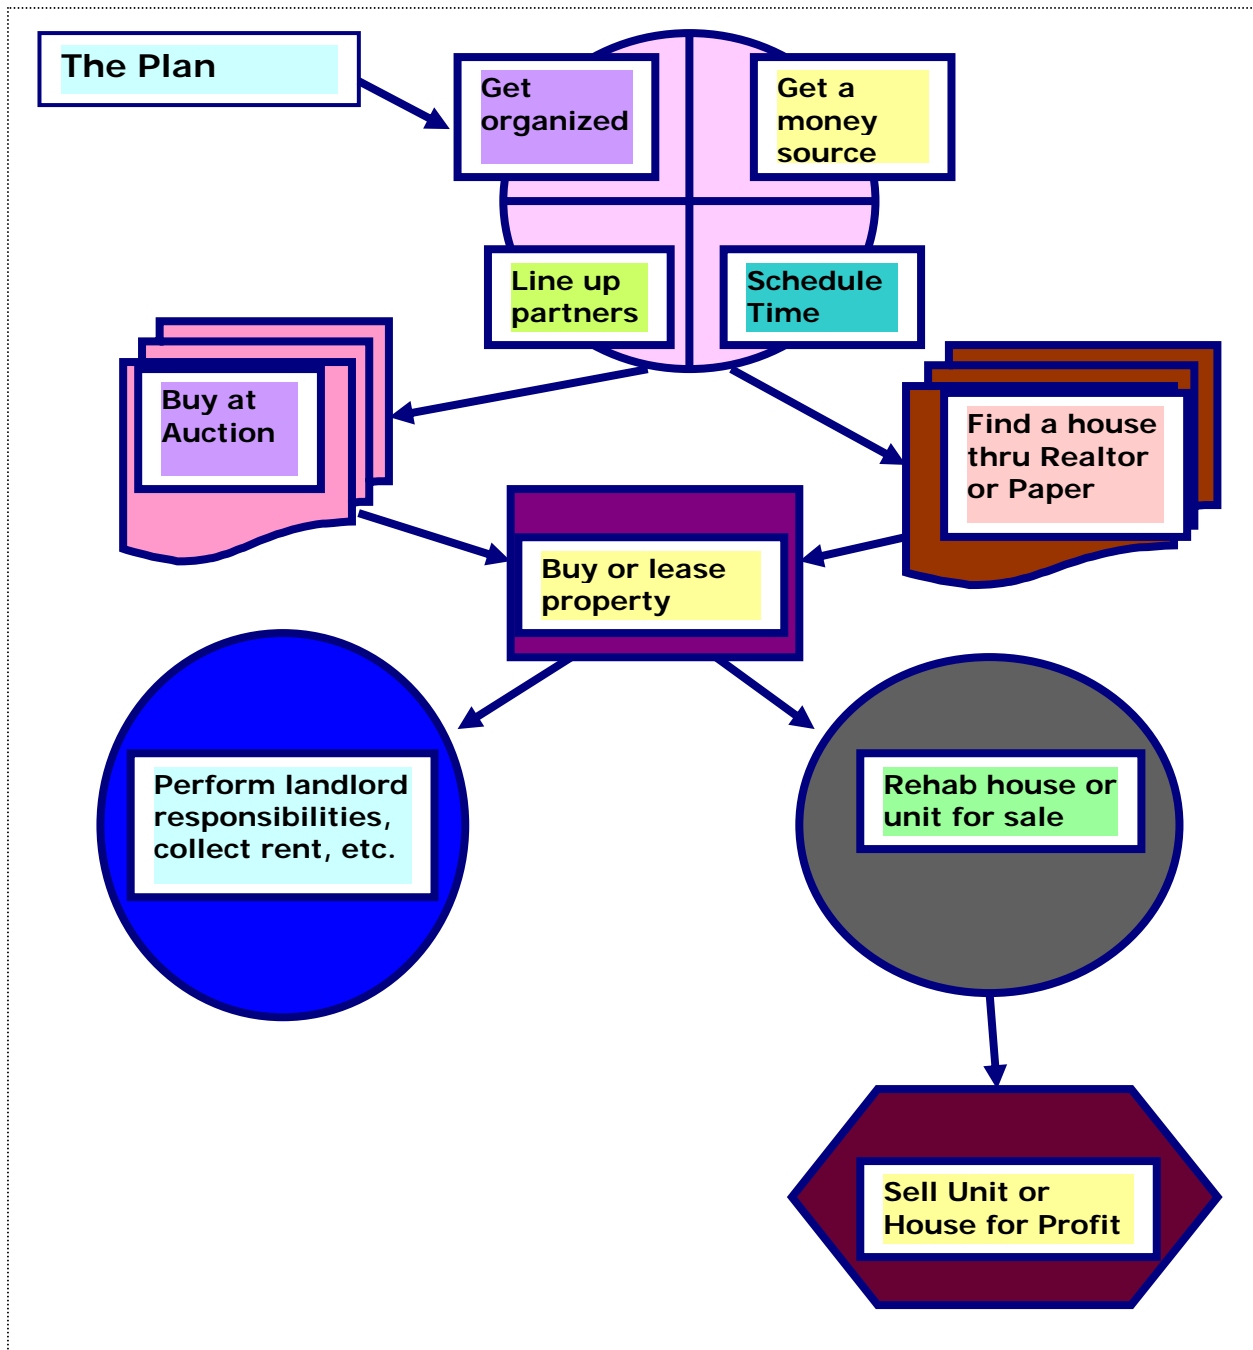 The Plan
Get
organized
Get a
money
source
Line up
partners
Schedule
Time
Buy at
Auction
Find a house
thru Realtor
or Paper
Buy or lease
property
Perform landlord
responsibilities,
collect rent, etc.
Rehab house or
unit for sale
Sell Unit or
House for Profit